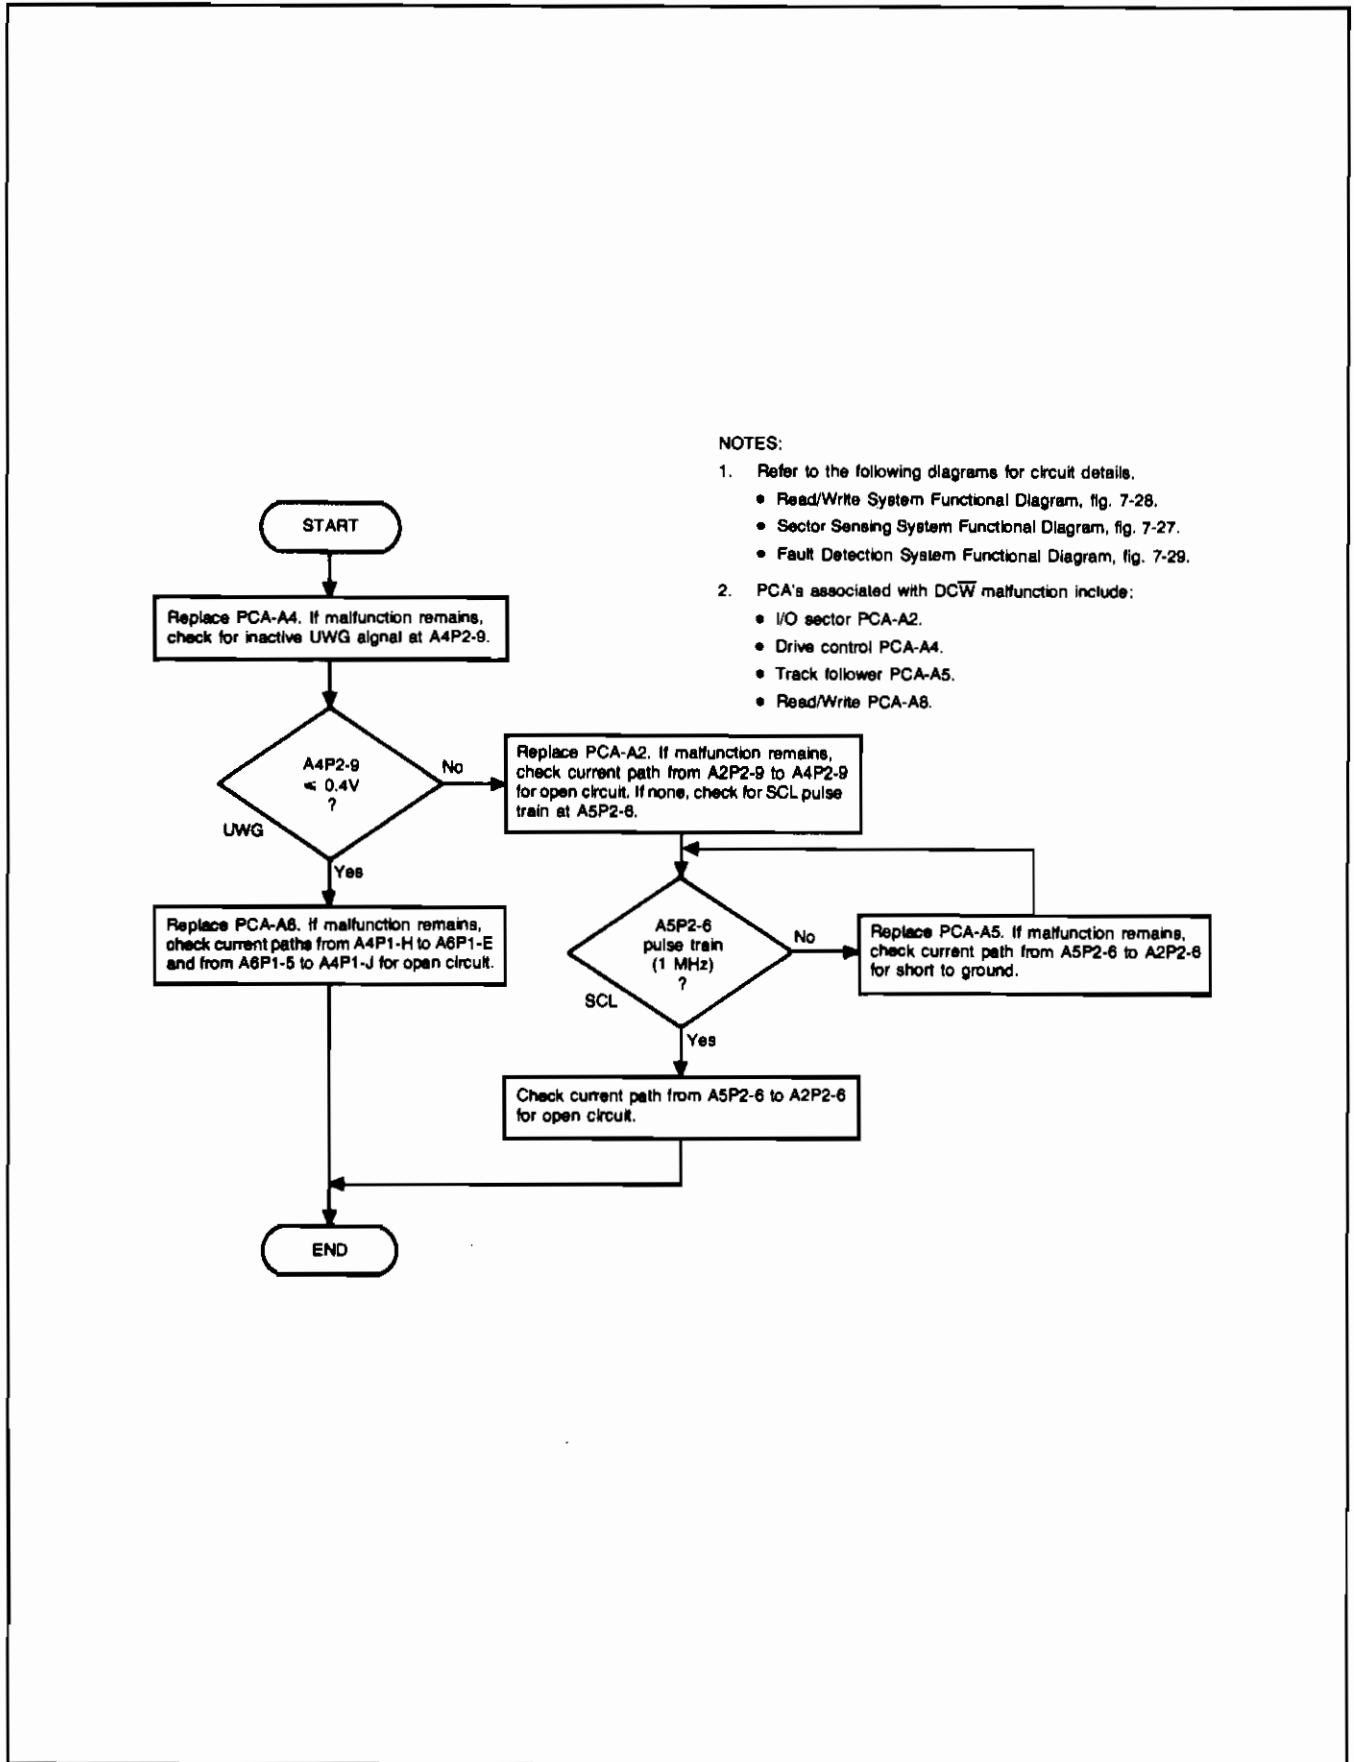 NOTES:
1. Refer to the following diagrams for circuit details.
• Read/Write System Functional Diagram, fig. 7-28.
• Sector Sensing System Functional Diagram, fig. 7-27.
• Fault Detection System Functional Diagram, fig. 7-29.
2. PCA's associated with DCW̅ malfunction include:
• I/O sector PCA-A2.
• Drive control PCA-A4.
• Track follower PCA-A5.
• Read/Write PCA-A6.
START
Replace PCA-A4. If malfunction remains,
check for inactive UWG signal at A4P2-9.
A4P2-9
≤ 0.4V
?
UWG
No
Yes
Replace PCA-A2. If malfunction remains,
check current path from A2P2-9 to A4P2-9
for open circuit. If none, check for SCL pulse
train at A5P2-6.
Replace PCA-A6. If malfunction remains,
check current paths from A4P1-H to A6P1-E
and from A6P1-5 to A4P1-J for open circuit.
A5P2-6
pulse train
(1 MHz)
?
SCL
No
Yes
Replace PCA-A5. If malfunction remains,
check current path from A5P2-6 to A2P2-6
for short to ground.
Check current path from A5P2-6 to A2P2-6
for open circuit.
END